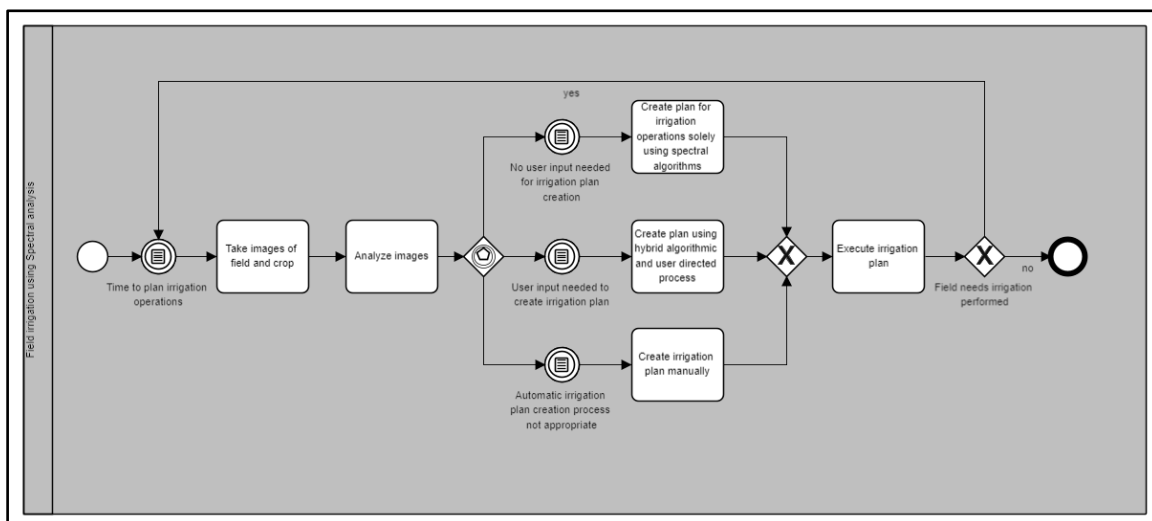 Field irrigation using Spectral analysis
yes
Create plan for
irrigation
operations solely
using spectral
algorithms
No user input needed
for irrigation plan
creation
Take images of
field and crop
Analyze images
Create plan using
hybrid algorithmic
and user directed
process
Execute irrigation
plan
no
Time to plan irrigation
operations
User input needed to
create irrigation plan
Field needs irrigation
performed
Create irrigation
plan manually
Automatic irrigation
plan creation process
not appropriate